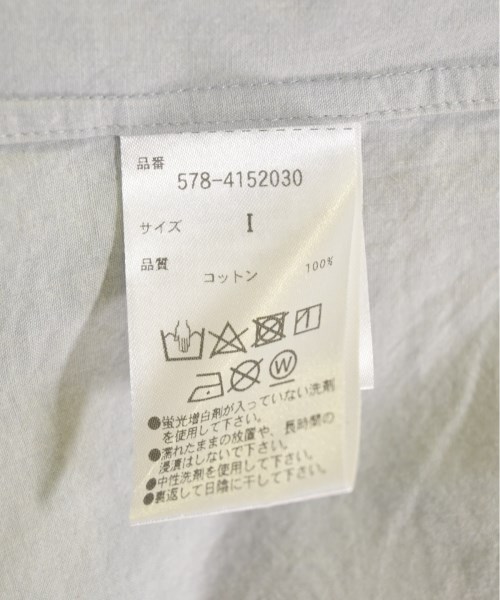 品番
578-4152030
サイズ I
品質
コットン 100%
W
●蛍光増白剤が入っていない洗剤
を使用して下さい。
●濡れたままの放置や、長時間の
浸漬はしないで下さい。
●中性洗剤を使用して下さい。
●裏返して日陰に干して下さい。